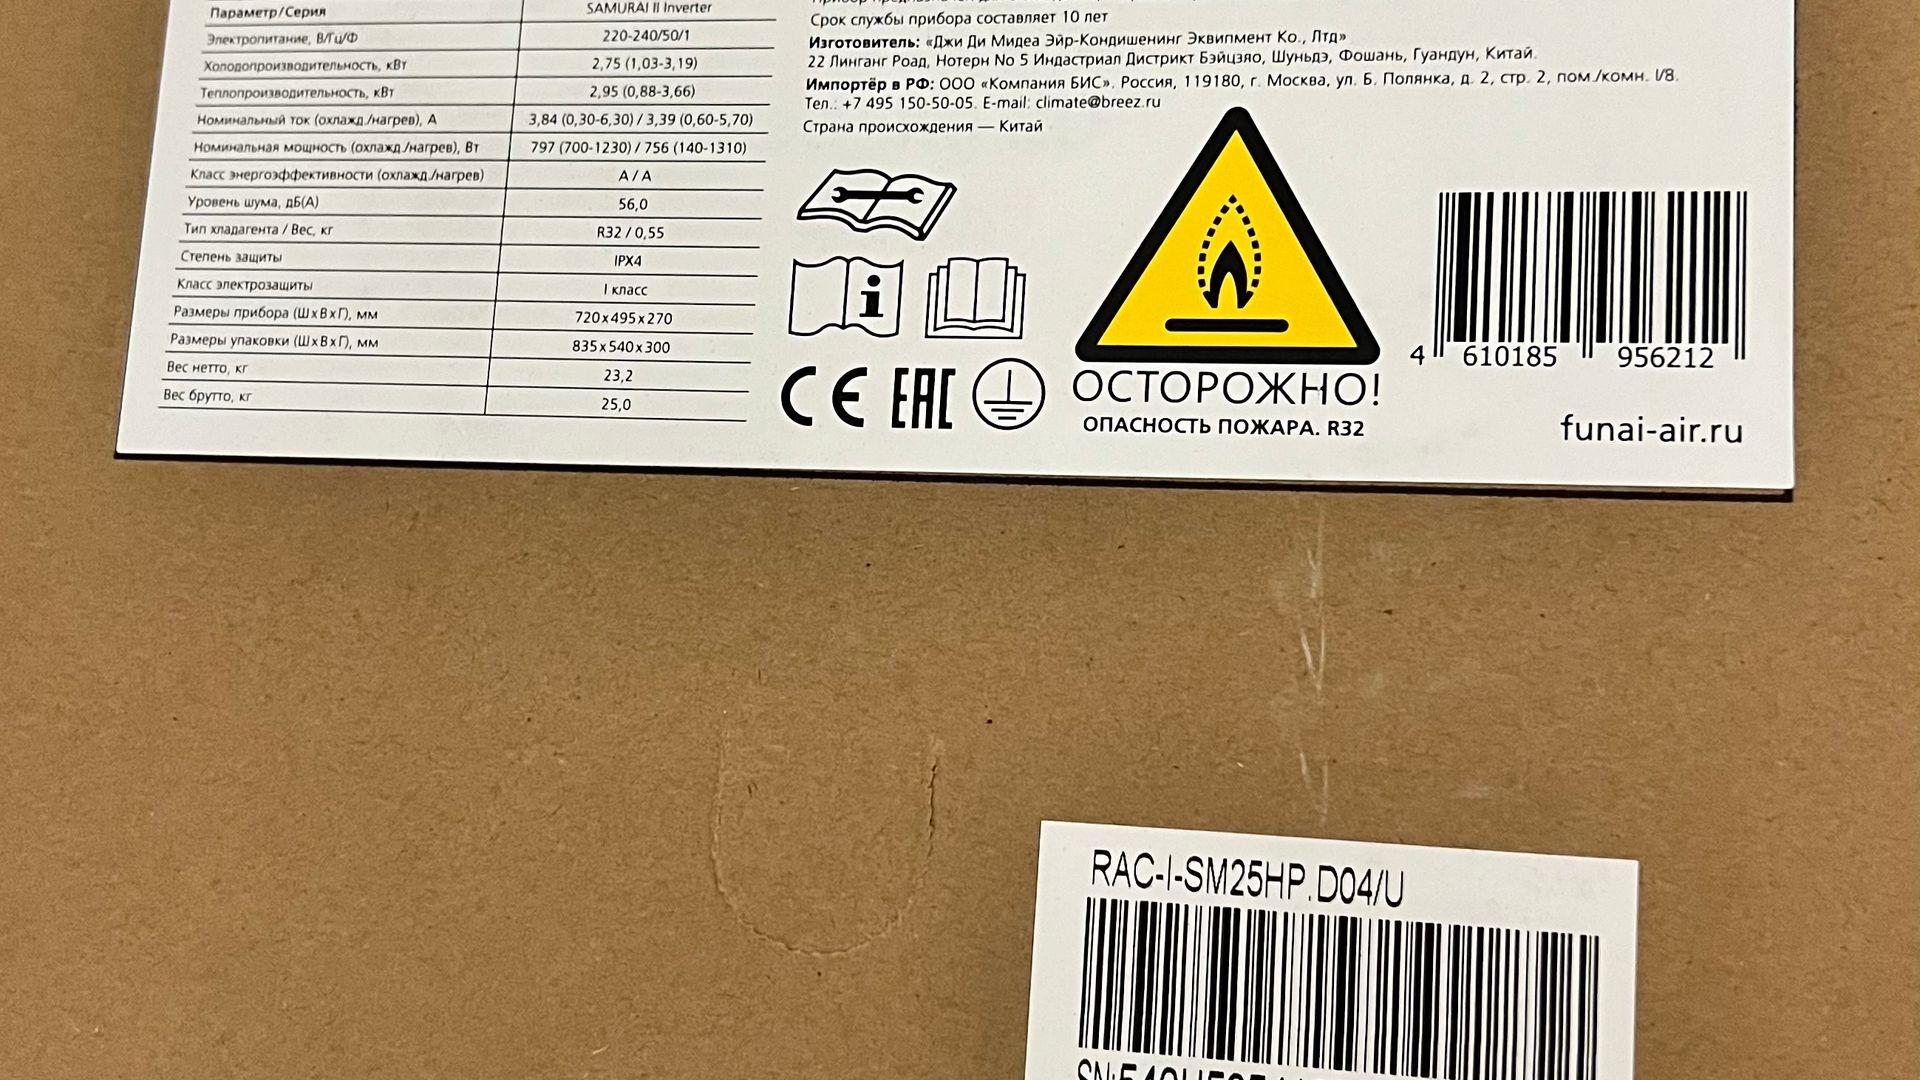 Параметр/Серия SAMURAI II Inverter
Электропитание, В/Гц/Ф 220-240/50/1
Холодопроизводительность, кВт 2,75 (1,03-3,19)
Теплопроизводительность, кВт 2,95 (0,88-3,66)
Номинальный ток (охлажд./нагрев), А 3,84 (0,30-6,30) / 3,39 (0,60-5,70)
Номинальная мощность (охлажд./нагрев), Вт 797 (700-1230) / 756 (140-1310)
Класс энергоэффективности (охлажд./нагрев) А / А
Уровень шума, дБ(А) 56,0
Тип хладагента / Вес, кг R32 / 0,55
Степень защиты IPX4
Класс электрозащиты I класс
Размеры прибора (ШхВхГ), мм 720х495х270
Размеры упаковки (ШхВхГ), мм 835х540х300
Вес нетто, кг 23,2
Вес брутто, кг 25,0
Срок службы прибора составляет 10 лет
Изготовитель: «Джи Ди Мидеа Эйр-Кондишенинг Эквипмент Ко., Лтд»
22 Линганг Роад, Нотерн No 5 Индастриал Дистрикт Бэйцзяо, Шуньдэ, Фошань, Гуандун, Китай.
Импортёр в РФ: ООО «Компания БИС». Россия, 119180, г. Москва, ул. Б. Полянка, д. 2, стр. 2, пом./комн. I/8.
Тел.: +7 495 150-50-05. E-mail: climate@breez.ru
Страна происхождения — Китай
CE EAC
ОСТОРОЖНО!
ОПАСНОСТЬ ПОЖАРА. R32
4 610185 956212
funai-air.ru
RAC-I-SM25HP.D04/U